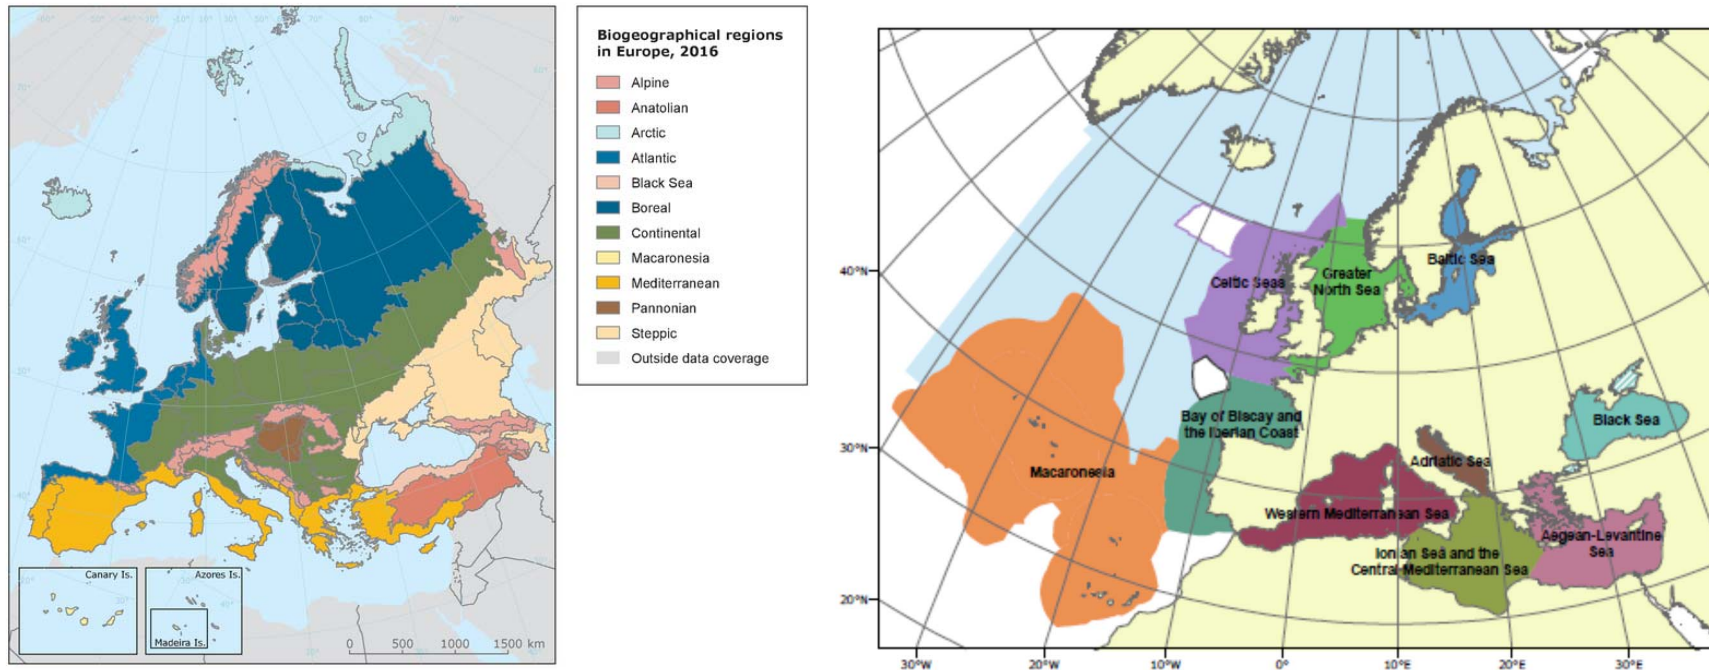 Biogeographical regions
in Europe, 2016
Alpine
Anatolian
Arctic
Atlantic
Black Sea
Boreal
Continental
Macaronesia
Mediterranean
Pannonian
Steppic
Outside data coverage
Canary Is.
Azores Is.
Madeira Is.
0 500 1000 1500 km
40°N
30°N
20°N
30°W 20°W 10°W 0° 10°E 20°E 30°E
Celtic Seas
Greater
North Sea
Baltic Sea
Bay of Biscay and
the Iberian Coast
Black Sea
Macaronesia
Adriatic Sea
Western Mediterranean Sea
Aegean-Levantine
Sea
Ionian Sea and the
Central Mediterranean Sea